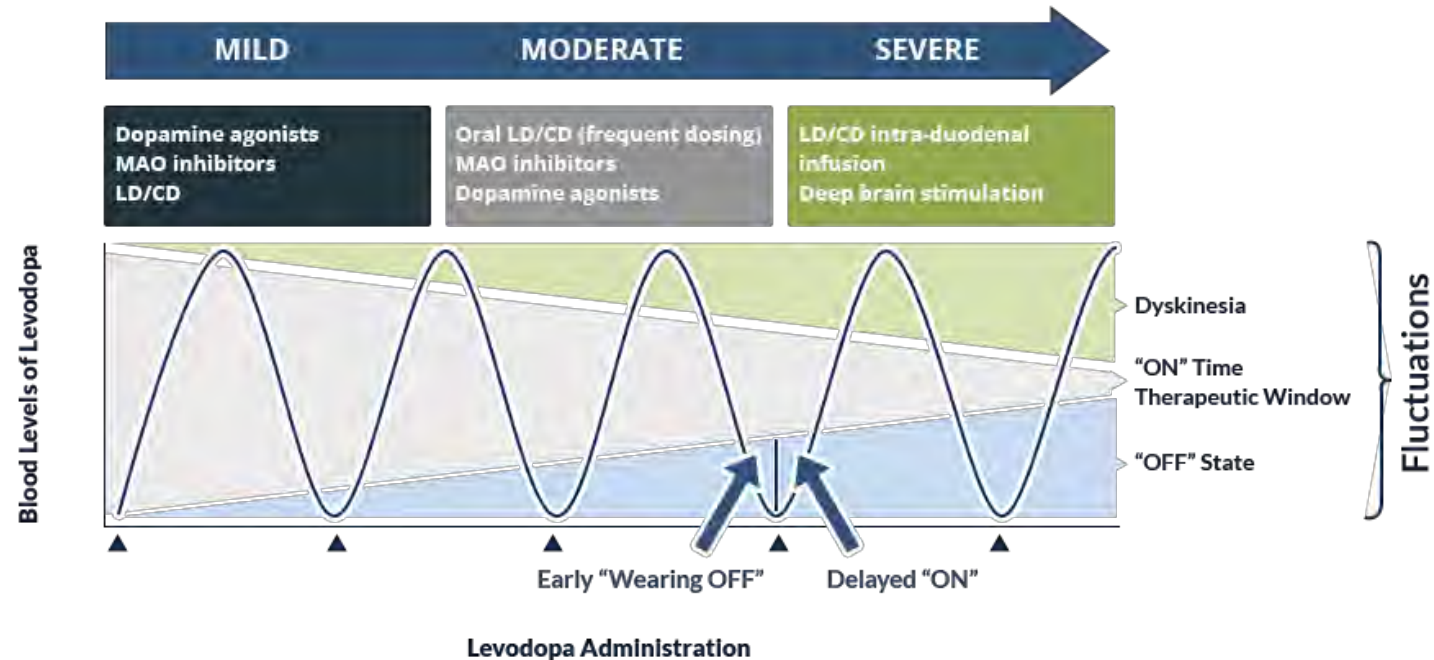 MILD
MODERATE
SEVERE
Dopamine agonists
MAO inhibitors
LD/CD
Oral LD/CD (frequent dosing)
MAO inhibitors
Dopamine agonists
LD/CD intra-duodenal
infusion
Deep brain stimulation
Blood Levels of Levodopa
Dyskinesia
“ON” Time
Therapeutic Window
“OFF” State
Fluctuations
Early “Wearing OFF”
Delayed “ON”
Levodopa Administration